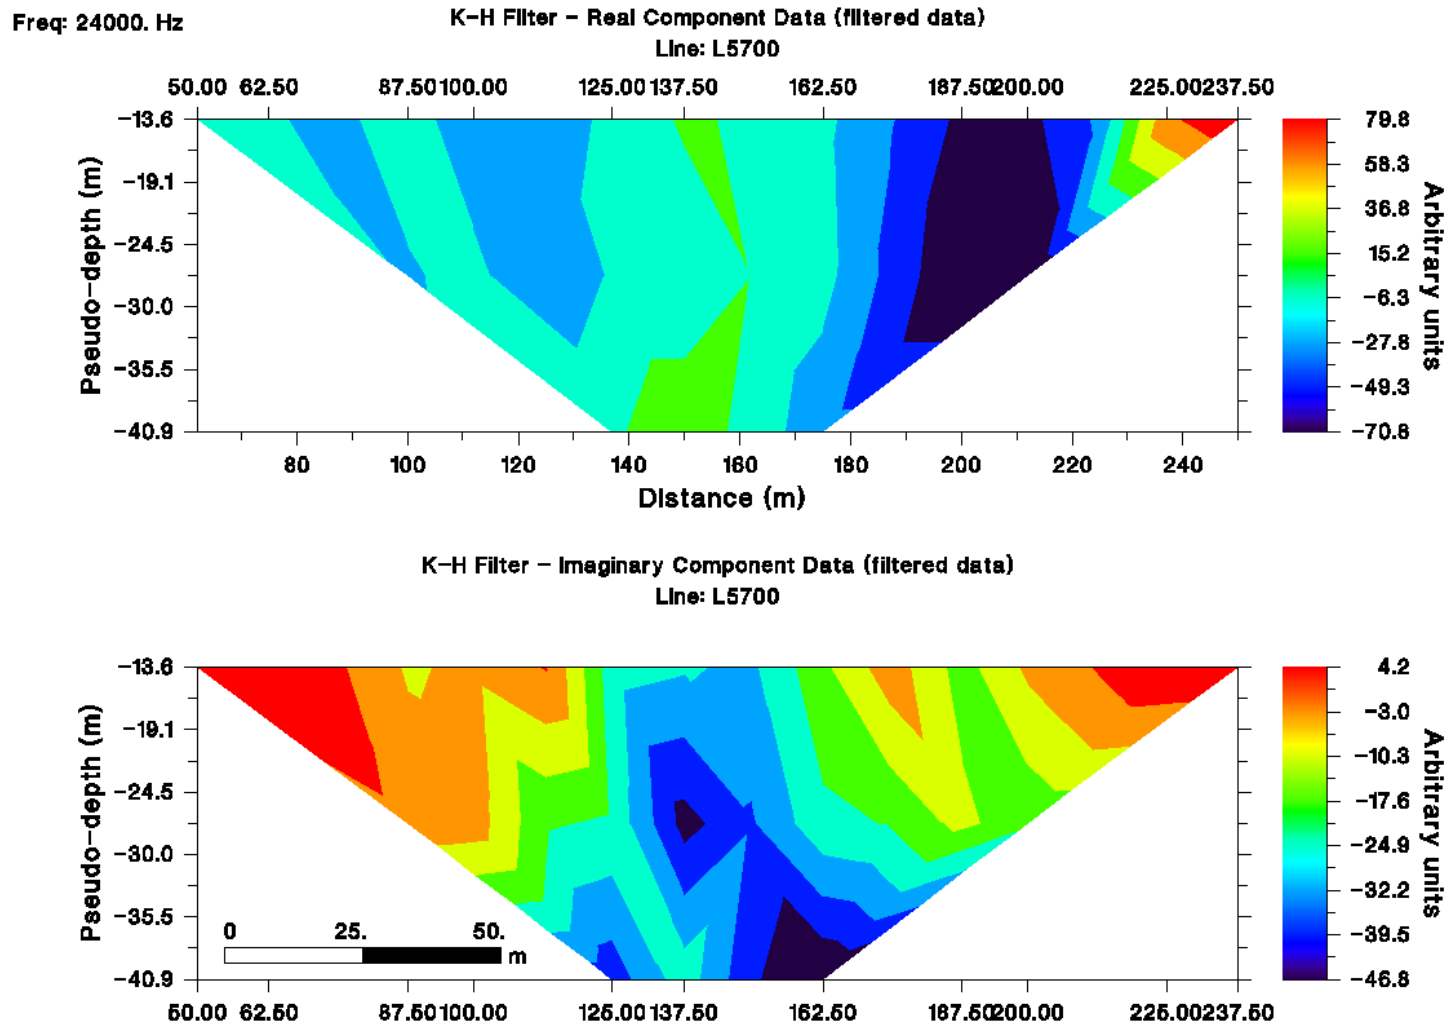 Freq: 24000. Hz
K-H Filter - Real Component Data (filtered data)
Line: L5700
50.00 62.50 87.50 100.00 125.00 137.50 162.50 187.50 200.00 225.00 237.50
-13.6
-19.1
-24.5
-30.0
-35.5
-40.9
Pseudo-depth (m)
80 100 120 140 160 180 200 220 240
Distance (m)
79.8
58.3
36.8
15.2
-6.3
-27.8
-49.3
-70.8
Arbitrary units
K-H Filter - Imaginary Component Data (filtered data)
Line: L5700
-13.6
-19.1
-24.5
-30.0
-35.5
-40.9
Pseudo-depth (m)
0 25. 50.
m
50.00 62.50 87.50 100.00 125.00 137.50 162.50 187.50 200.00 225.00 237.50
4.2
-3.0
-10.3
-17.6
-24.9
-32.2
-39.5
-46.8
Arbitrary units